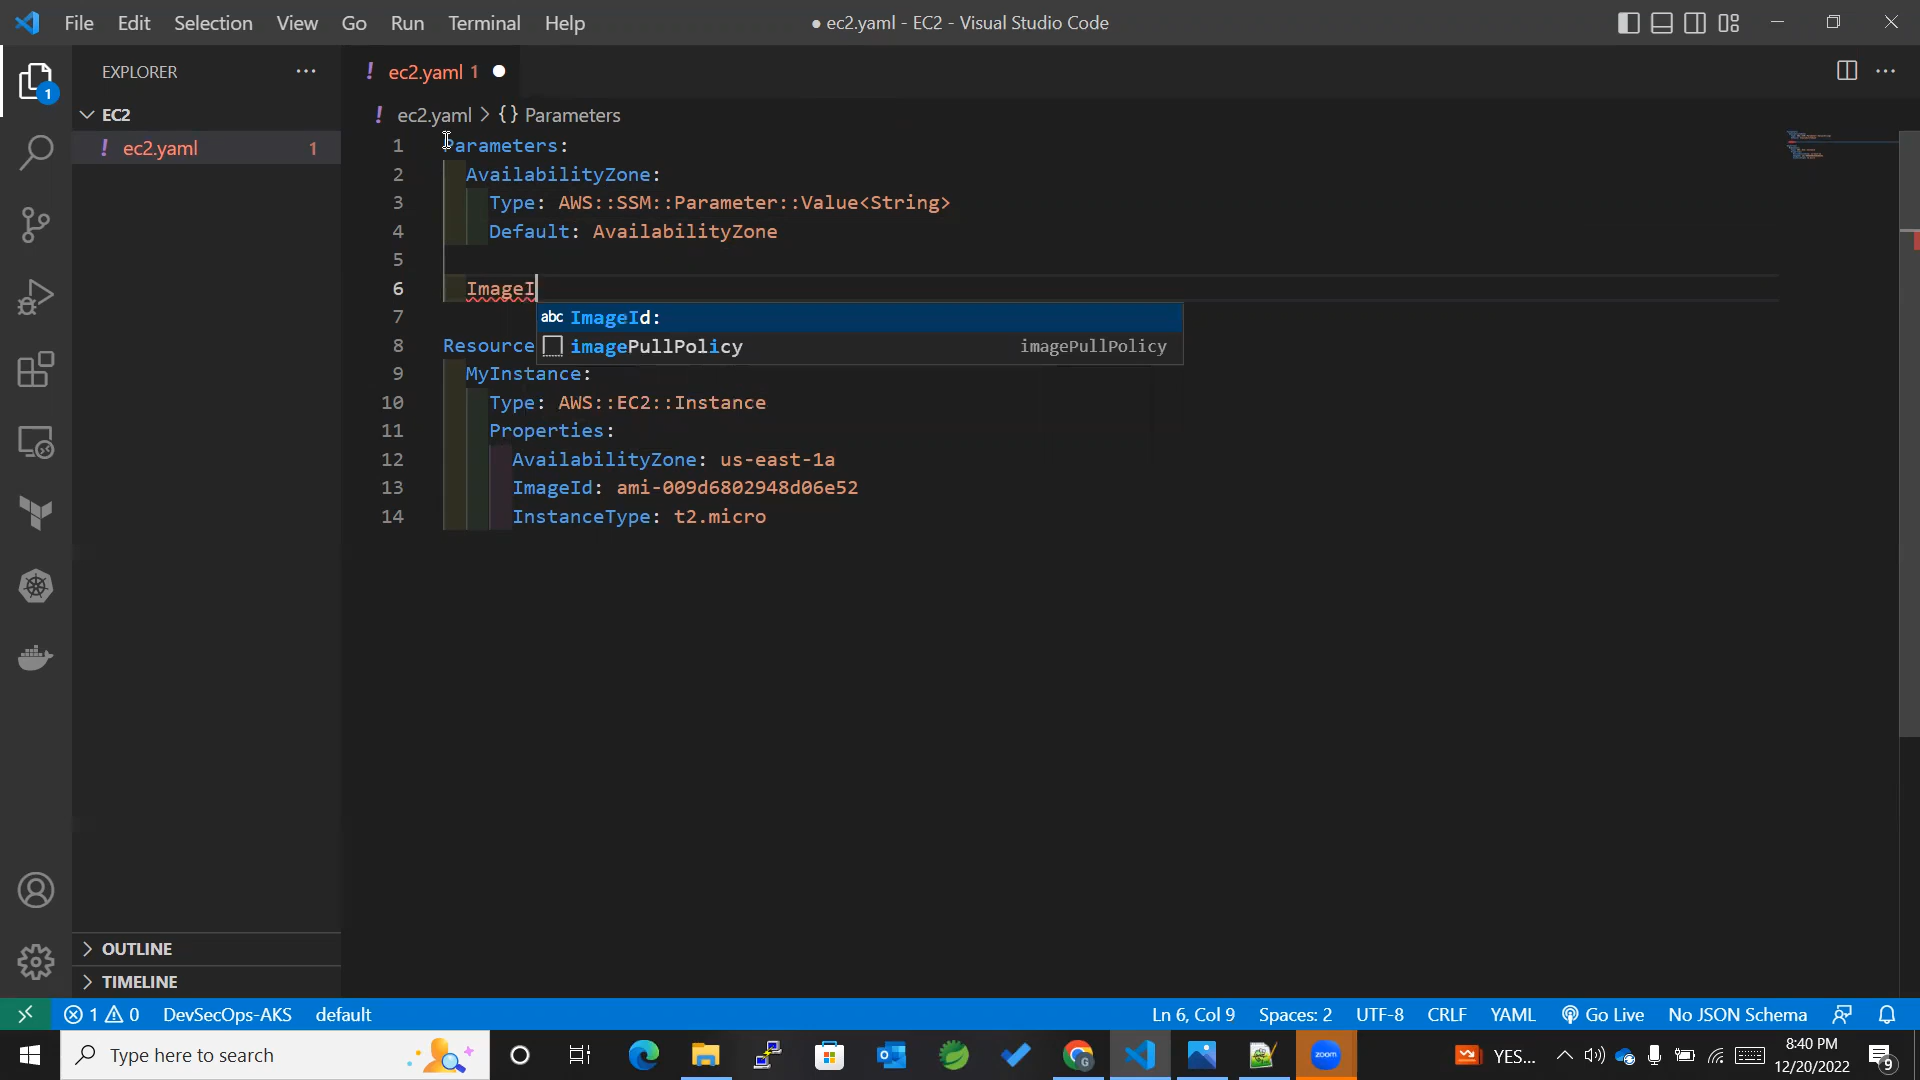 File Edit Selection View Go Run Terminal Help
● ec2.yaml - EC2 - Visual Studio Code
EXPLORER
! ec2.yaml 1
1
EC2
! ec2.yaml > {} Parameters
! ec2.yaml 1
1 Parameters:
2 AvailabilityZone:
3 Type: AWS::SSM::Parameter::Value<String>
4 Default: AvailabilityZone
5
6 ImageI
7 abc ImageId:
imagePullPolicy imagePullPolicy
8 Resource
9 MyInstance:
10 Type: AWS::EC2::Instance
11 Properties:
12 AvailabilityZone: us-east-1a
13 ImageId: ami-009d6802948d06e52
14 InstanceType: t2.micro
OUTLINE
TIMELINE
1 0 DevSecOps-AKS default
Ln 6, Col 9 Spaces: 2 UTF-8 CRLF YAML Go Live No JSON Schema
Type here to search
zoom
YES...
8:40 PM
12/20/2022
9